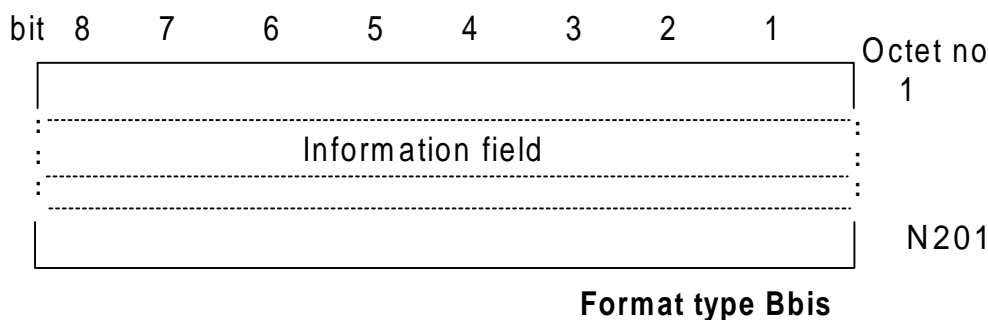 bit 8 7 6 5 4 3 2 1
Octet no
1
Information field
N201
Format type Bbis